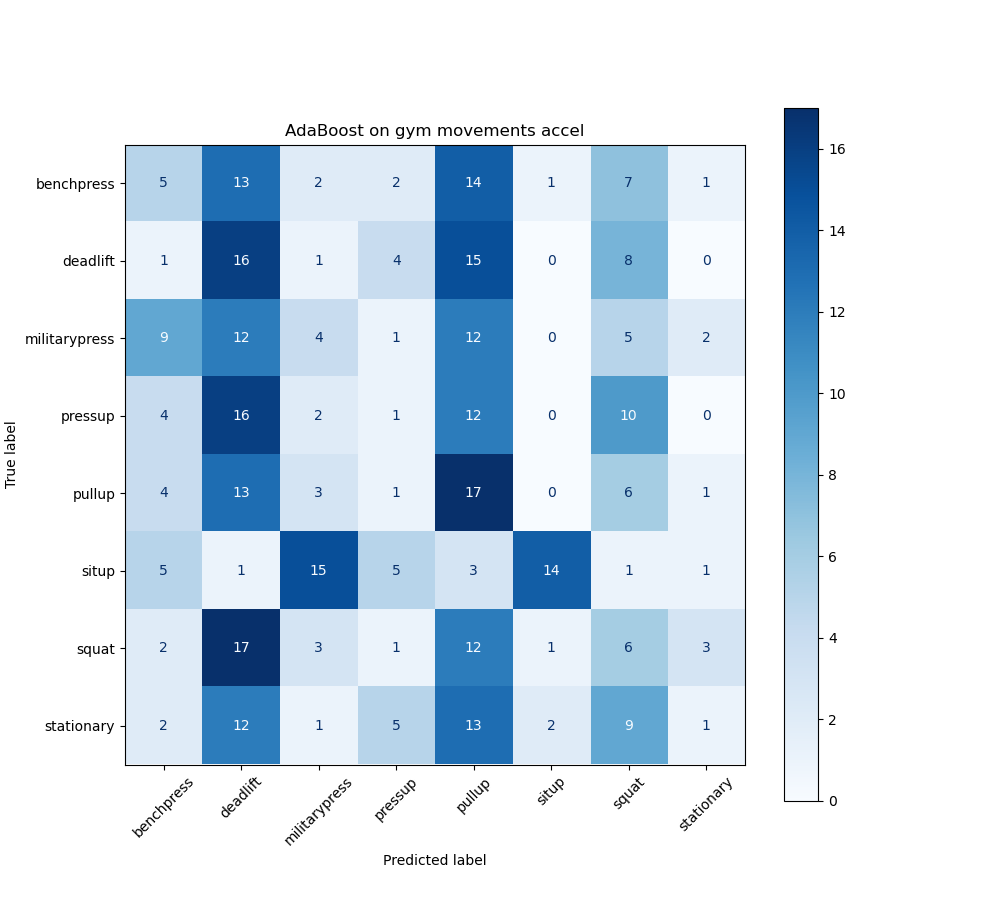 AdaBoost on gym movements accel
True label
benchpress 5 13 2 2 14 1 7 1
deadlift 1 16 1 4 15 0 8 0
militarypress 9 12 4 1 12 0 5 2
pressup 4 16 2 1 12 0 10 0
pullup 4 13 3 1 17 0 6 1
situp 5 1 15 5 3 14 1 1
squat 2 17 3 1 12 1 6 3
stationary 2 12 1 5 13 2 9 1
benchpress deadlift militarypress pressup pullup situp squat stationary
Predicted label
16
14
12
10
8
6
4
2
0